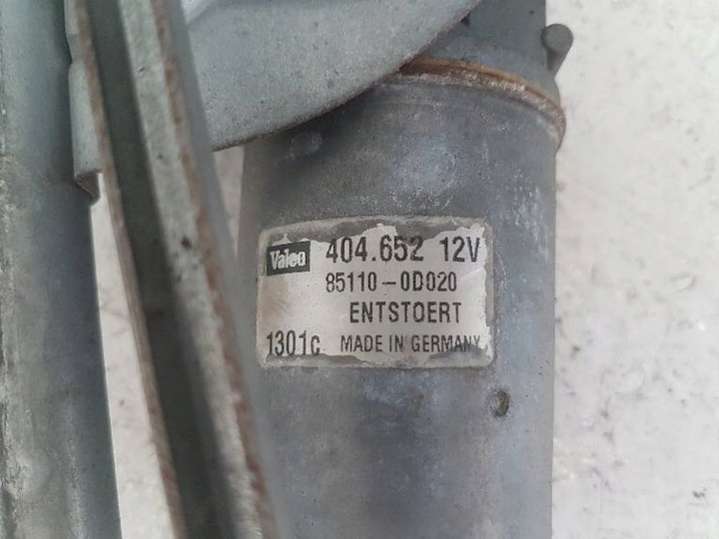 Valeo 404.652 12V
85110-0D020
ENTSTOERT
1301c MADE IN GERMANY